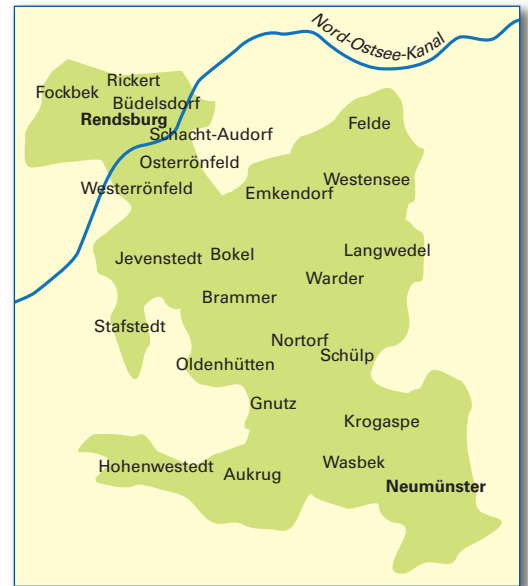 Nord-Ostsee-Kanal
Rickert
Fockbek
Büdelsdorf
Rendsburg
Schacht-Audorf
Felde
Osterrönfeld
Westensee
Westerrönfeld
Emkendorf
Langwedel
Bokel
Jevenstedt
Warder
Brammer
Stafstedt
Nortorf
Schülp
Oldenhütten
Gnutz
Krogaspe
Wasbek
Hohenwestedt
Aukrug
Neumünster